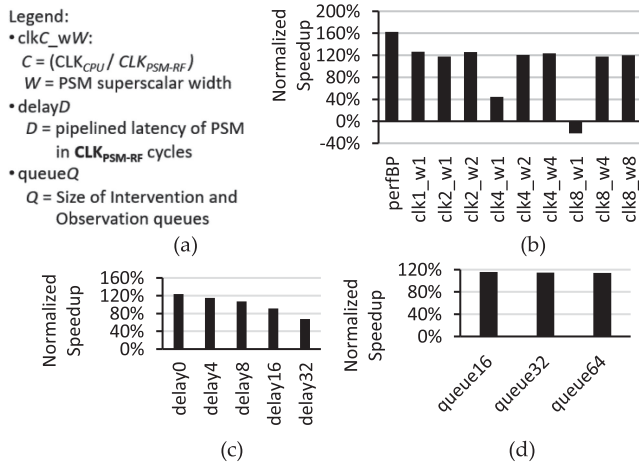 Legend:
•clkC_wW:
C = (CLKCPU / CLKPSM-RF)
W = PSM superscalar width
•delayD
D = pipelined latency of PSM
in CLKPSM-RF cycles
•queueQ
Q = Size of Intervention and
Observation queues
(a)
Normalized
Speedup
200%
160%
120%
80%
40%
0%
-40%
perfBP
clk1_w1
clk2_w1
clk2_w2
clk4_w1
clk4_w2
clk4_w4
clk8_w1
clk8_w4
clk8_w8
(b)
Normalized
Speedup
160%
120%
80%
40%
0%
delay0
delay4
delay8
delay16
delay32
(c)
Normalized
Speedup
120%
80%
40%
0%
queue16
queue32
queue64
(d)